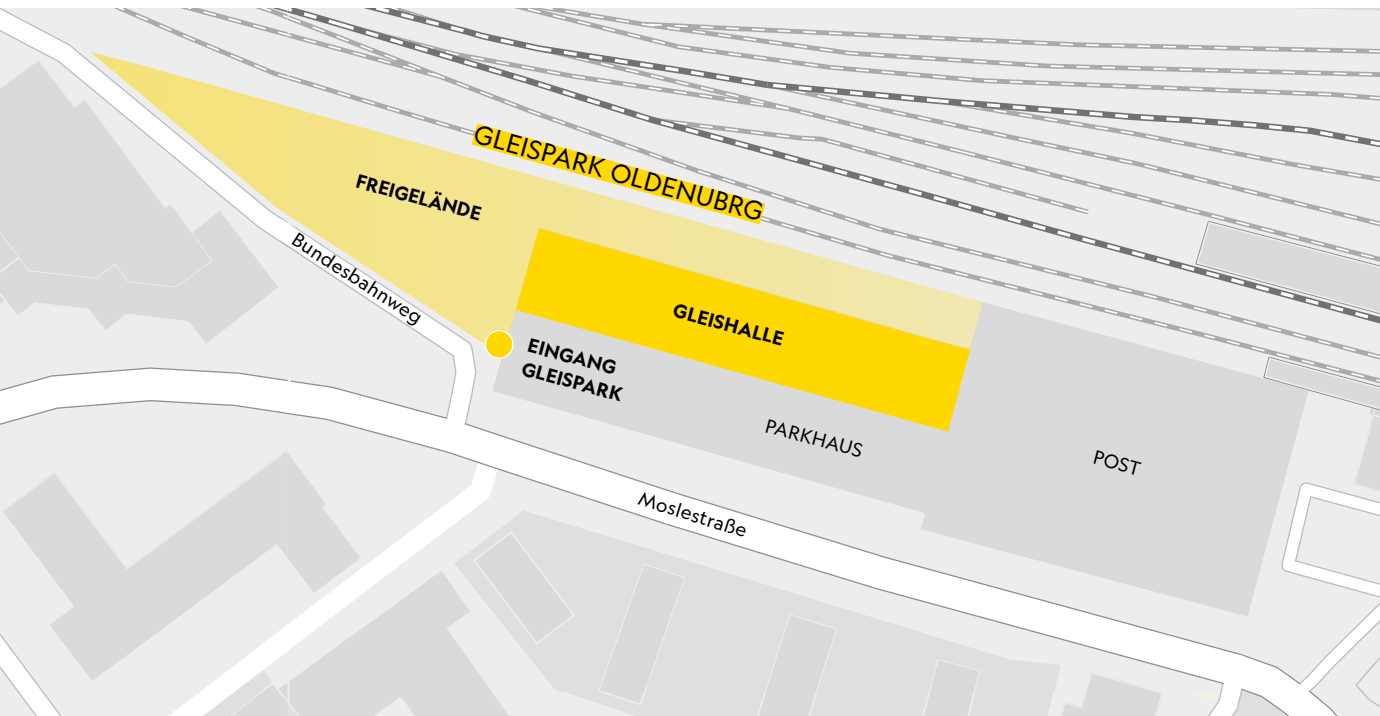 GLEISPARK OLDENUBRG
FREIGELÄNDE
Bundesbahnweg
GLEISHALLE
EINGANG
GLEISPARK
PARKHAUS
POST
Moslestraße